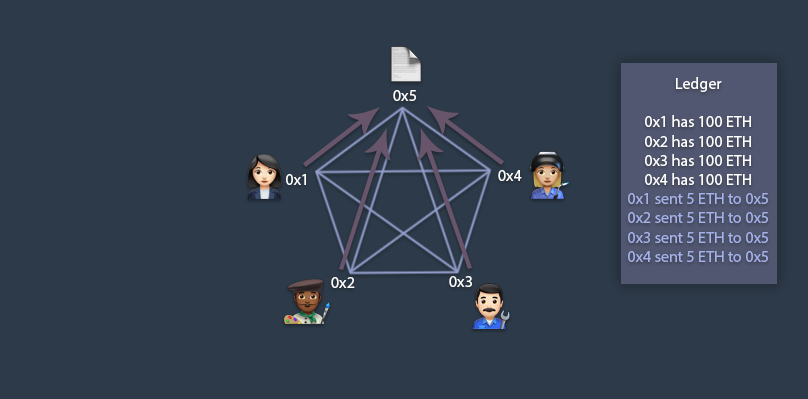 0x5
0x1
0x4
0x2
0x3
Ledger
0x1 has 100 ETH
0x2 has 100 ETH
0x3 has 100 ETH
0x4 has 100 ETH
0x1 sent 5 ETH to 0x5
0x2 sent 5 ETH to 0x5
0x3 sent 5 ETH to 0x5
0x4 sent 5 ETH to 0x5